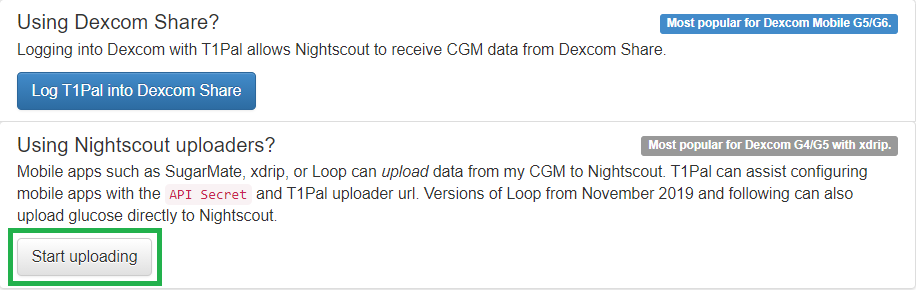 Using Dexcom Share?
Most popular for Dexcom Mobile G5/G6.
Logging into Dexcom with T1Pal allows Nightscout to receive CGM data from Dexcom Share.
Log T1Pal into Dexcom Share
Using Nightscout uploaders?
Most popular for Dexcom G4/G5 with xdrip.
Mobile apps such as SugarMate, xdrip, or Loop can upload data from my CGM to Nightscout. T1Pal can assist configuring
mobile apps with the API Secret and T1Pal uploader url. Versions of Loop from November 2019 and following can also
upload glucose directly to Nightscout.
Start uploading